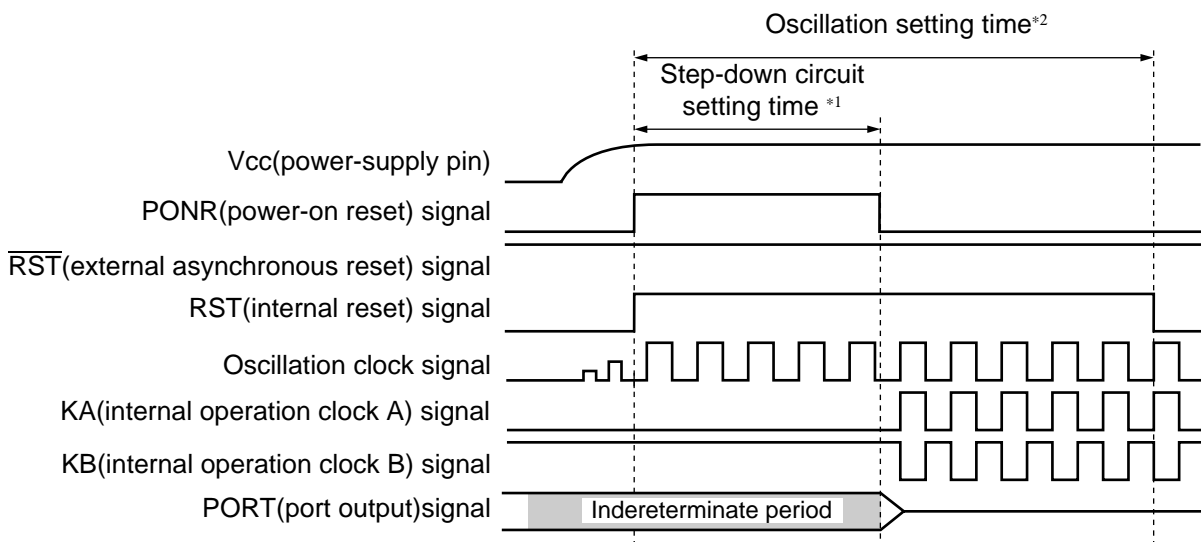 Oscillation setting time*2
Step-down circuit
setting time *1
Vcc(power-supply pin)
PONR(power-on reset) signal
RST(external asynchronous reset) signal
RST(internal reset) signal
Oscillation clock signal
KA(internal operation clock A) signal
KB(internal operation clock B) signal
PORT(port output)signal
Indereterminate period